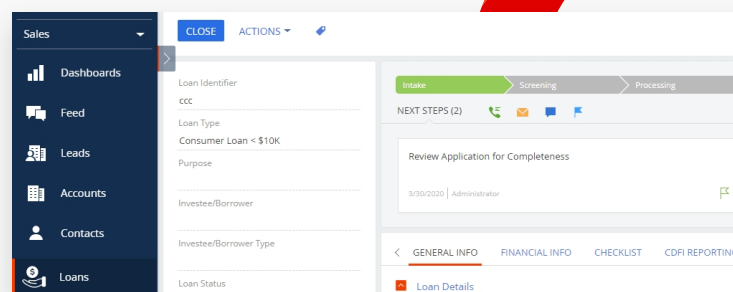 Sales
CLOSE
ACTIONS
Dashboards
Feed
Leads
Accounts
Contacts
Loans
Loan Identifier
ccc
Loan Type
Consumer Loan < $10K
Purpose
Investee/Borrower
Investee/Borrower Type
Loan Status
Intake
Screening
Processing
NEXT STEPS (2)
Review Application for Completeness
3/30/2020 | Administrator
GENERAL INFO
FINANCIAL INFO
CHECKLIST
CDFI REPORTING
Loan Details